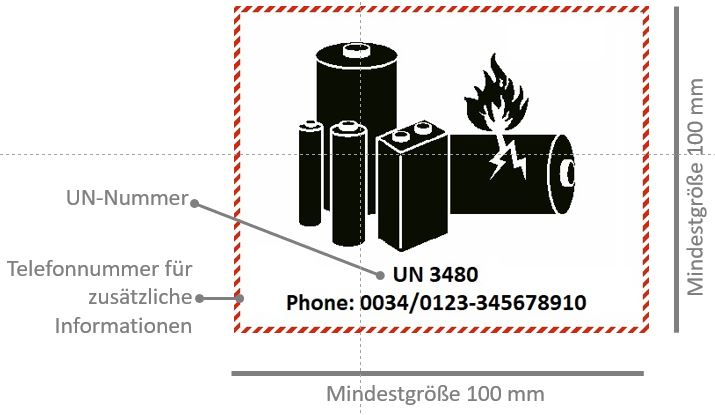 UN-Nummer
Telefonnummer für
zusätzliche
Informationen
UN 3480
Phone: 0034/0123-345678910
Mindestgröße 100 mm
Mindestgröße 100 mm